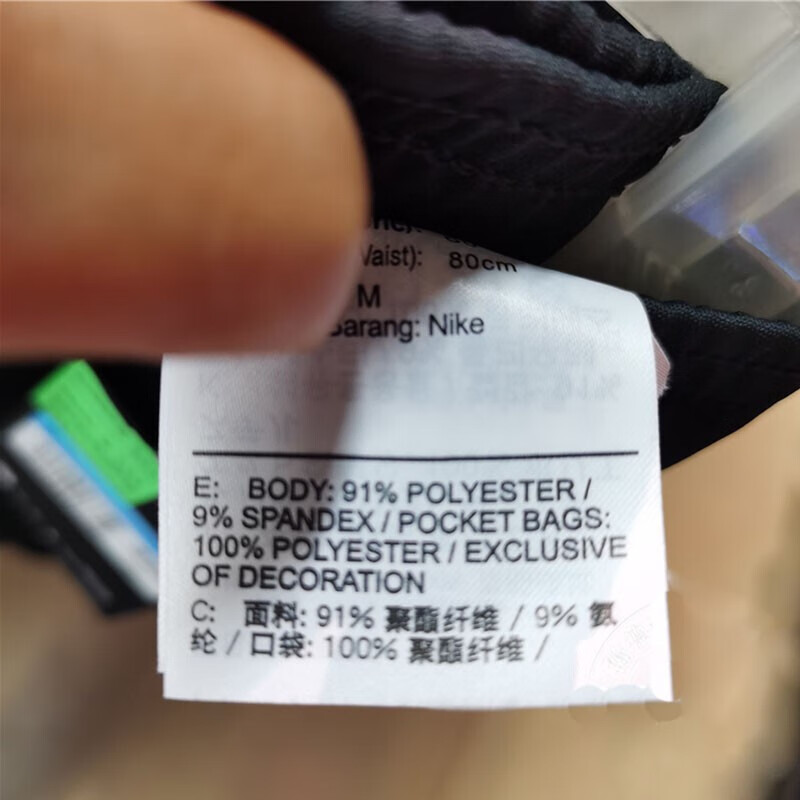 80cm
M
Nike
E: BODY: 91% POLYESTER /
9% SPANDEX / POCKET BAGS:
100% POLYESTER / EXCLUSIVE
OF DECORATION
C: 面料: 91% 聚酯纤维 / 9% 氨
纶 / 口袋: 100% 聚酯纤维 /